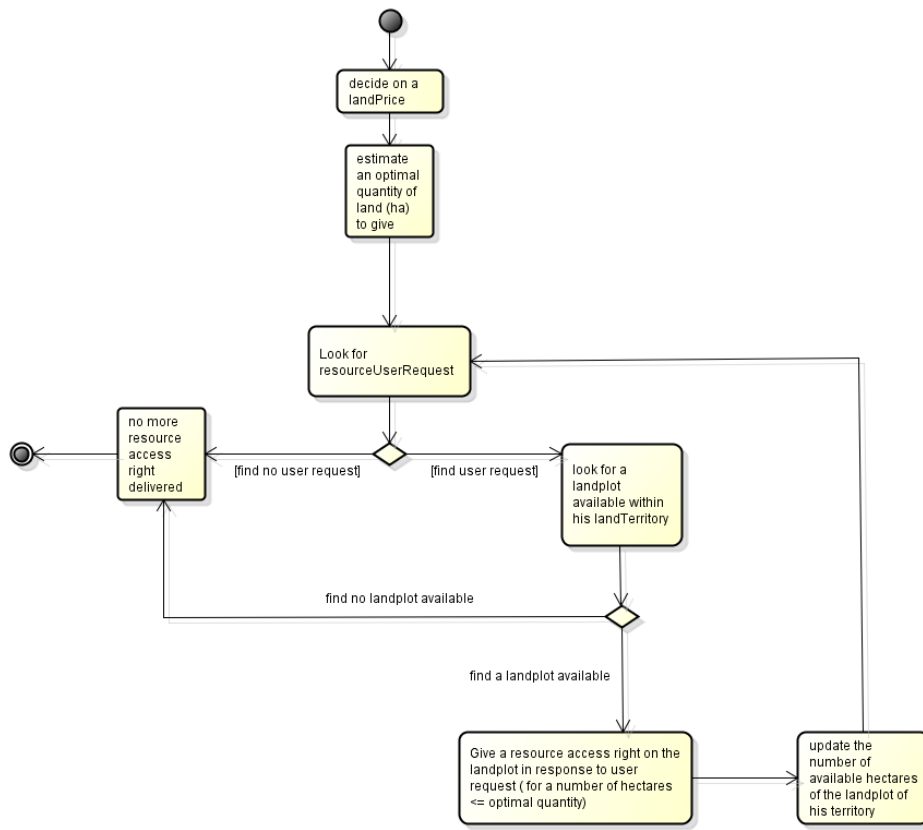 decide on a
landPrice
estimate
an optimal
quantity of
land (ha)
to give
Look for
resourceUserRequest
no more
resource
access
right
delivered
[find no user request]
[find user request]
look for a
landplot
available within
his landTerritory
find no landplot available
find a landplot available
Give a resource access right on the
landplot in response to user
request ( for a number of hectares
<= optimal quantity)
update the
number of
available hectares
of the landplot of
his territory